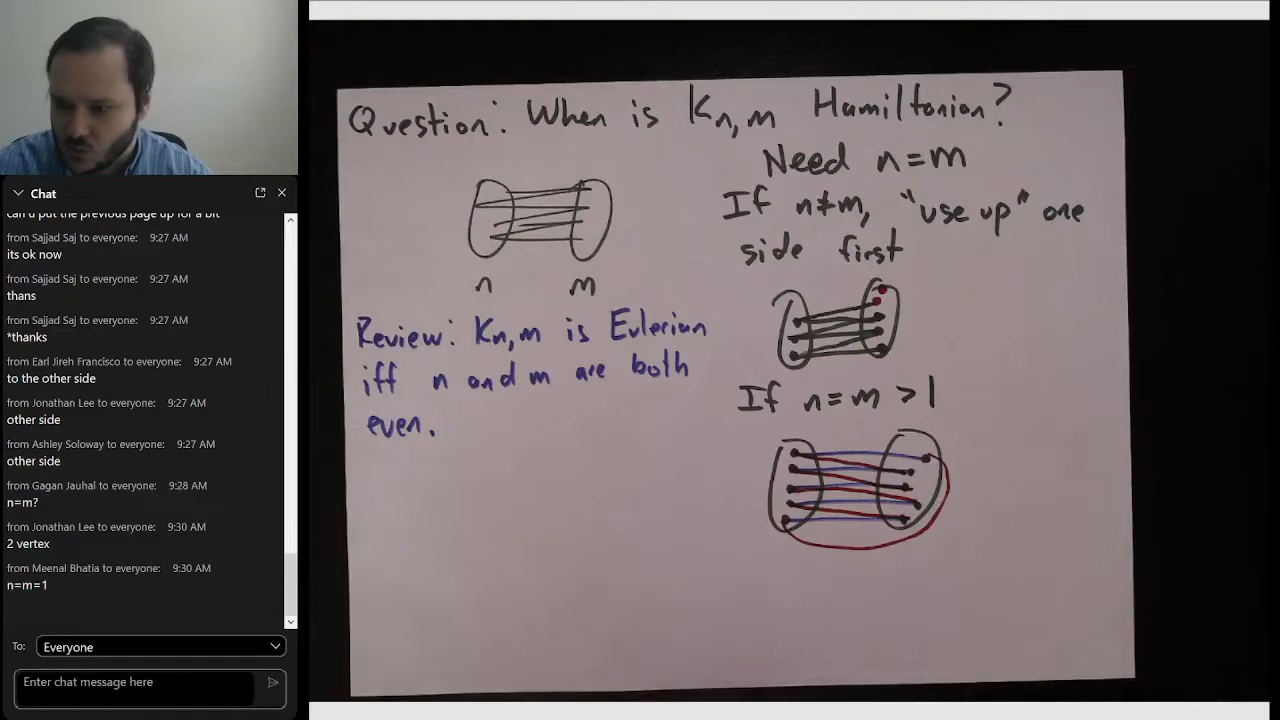 Chat
can u put the previous page up for a bit
from Sajjad Saj to everyone: 9:27 AM
its ok now
from Sajjad Saj to everyone: 9:27 AM
thans
from Sajjad Saj to everyone: 9:27 AM
*thanks
from Earl Jireh Francisco to everyone: 9:27 AM
to the other side
from Jonathan Lee to everyone: 9:27 AM
other side
from Ashley Soloway to everyone: 9:27 AM
other side
from Gagan Jauhal to everyone: 9:28 AM
n=m?
from Jonathan Lee to everyone: 9:30 AM
2 vertex
from Meenal Bhatia to everyone: 9:30 AM
n=m=1
To: Everyone
Enter chat message here
Question: When is Kn,m Hamiltonian?
Need n=m
If n≠m, "use up" one
side first
n m
Review: Kn,m is Eulerian
iff n and m are both
even.
If n=m >1